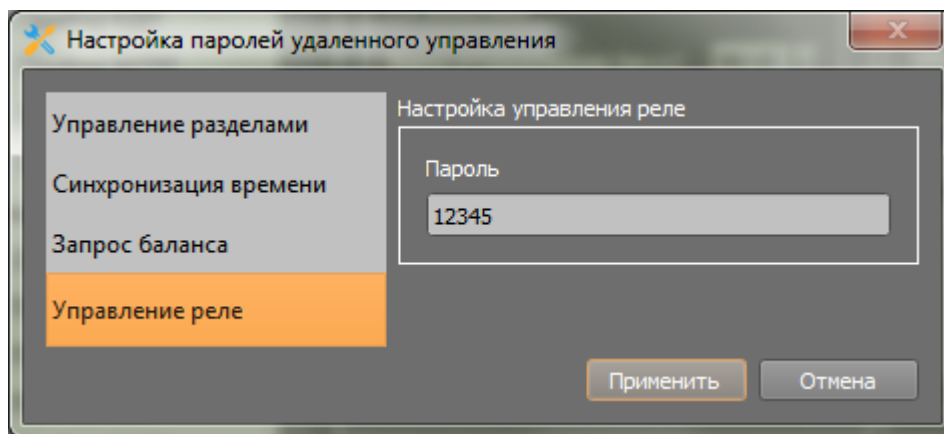 Настройка паролей удаленного управления
Управление разделами
Синхронизация времени
Запрос баланса
Управление реле
Настройка управления реле
Пароль
12345
Применить
Отмена